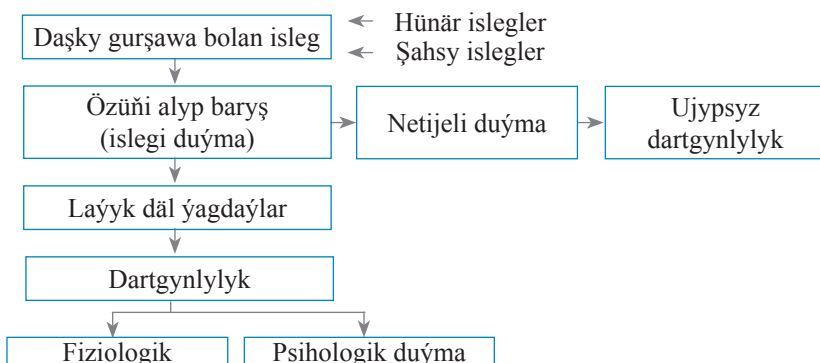 Daşky gurşawa bolan isleg
Hünär islegler
Şahsy islegler
Özüňi alyp baryş
(islegi duýma)
Netijeli duýma
Ujypsyz
dartgynlylyk
Laýyk däl ýagdaýlar
Dartgynlylyk
Fiziologik
Psihologik duýma